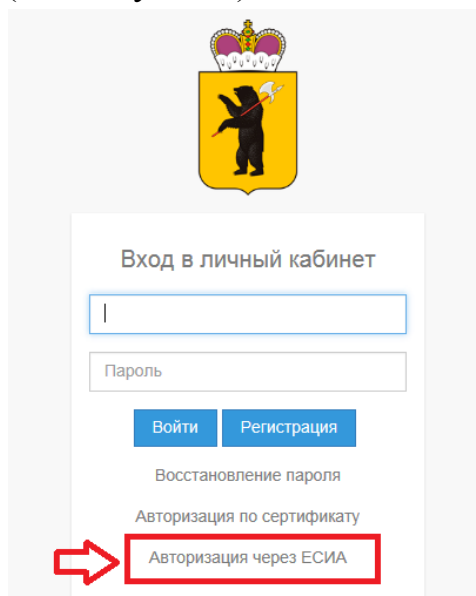 Вход в личный кабинет
Пароль
Войти Регистрация
Восстановление пароля
Авторизация по сертификату
Авторизация через ЕСИА